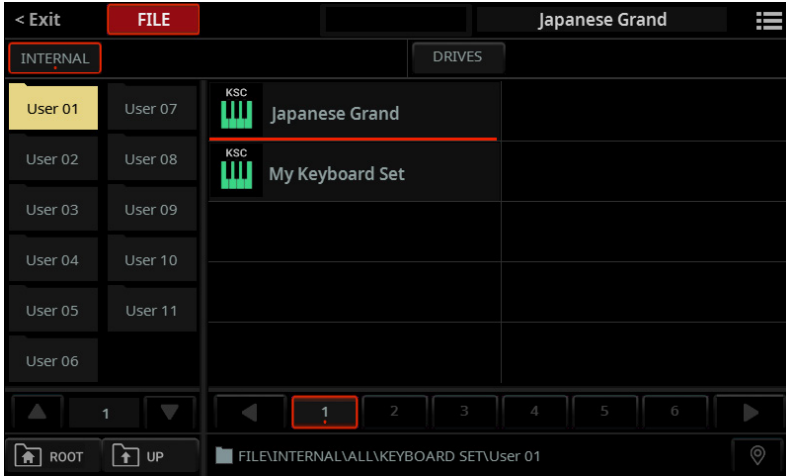 < Exit FILE Japanese Grand
INTERNAL DRIVES
User 01 User 07
User 02 User 08
User 03 User 09
User 04 User 10
User 05 User 11
User 06
KSC
Japanese Grand
KSC
My Keyboard Set
1 1 2 3 4 5 6
ROOT UP FILE\INTERNAL\ALL\KEYBOARD SET\User 01